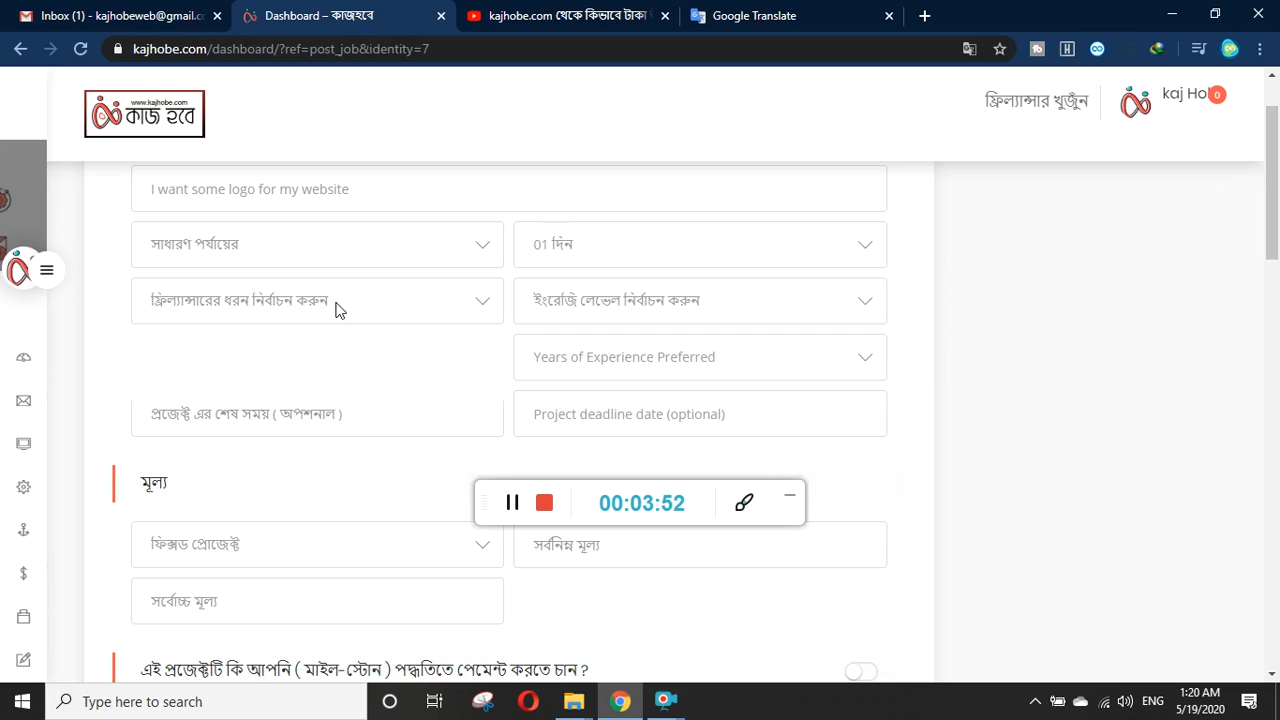 Inbox (1) - kajhobeweb@gmail.c
Dashboard – কাজহবে
kajhobe.com থেকে কিভাবে টাকা
Google Translate
kajhobe.com/dashboard/?ref=post_job&identity=7
www.kajhobe.com
কাজ হবে
ফ্রিল্যান্সার খুজুঁন
kaj Ho
0
I want some logo for my website
সাধারণ পর্যায়ের
01 দিন
ফ্রিল্যান্সারের ধরন নির্বাচন করুন
ইংরেজি লেভেল নির্বাচন করুন
Years of Experience Preferred
প্রজেক্ট এর শেষ সময় ( অপশনাল )
Project deadline date (optional)
মূল্য
00:03:52
ফিক্সড প্রোজেক্ট
সর্বনিম্ন মূল্য
সর্বোচ্চ মূল্য
এই প্রজেক্টটি কি আপনি ( মাইল-স্টোন ) পদ্ধতিতে পেমেন্ট করতে চান ?
Type here to search
ENG
1:20 AM
5/19/2020